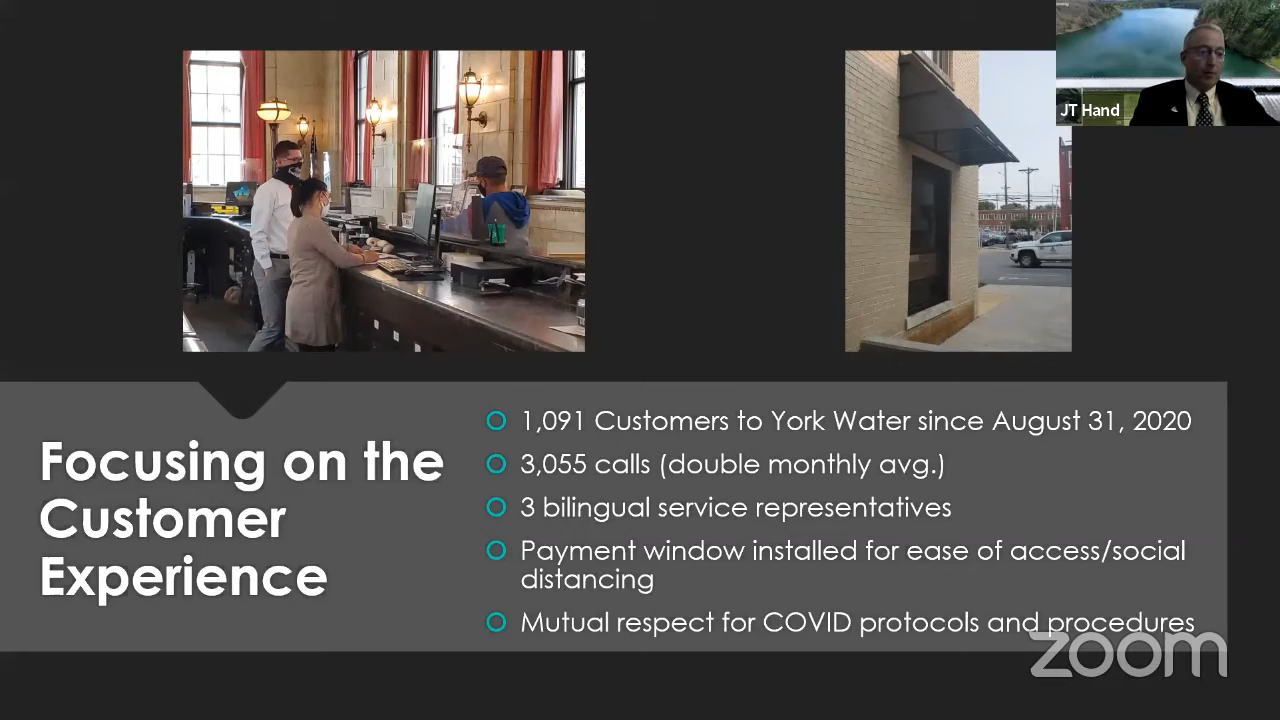 JT Hand
Focusing on the
Customer
Experience
1,091 Customers to York Water since August 31, 2020
3,055 calls (double monthly avg.)
3 bilingual service representatives
Payment window installed for ease of access/social
distancing
Mutual respect for COVID protocols and procedures
zoom